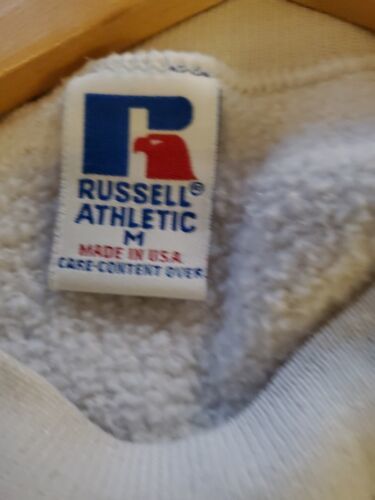 RUSSELL®
ATHLETIC
M
MADE IN U.S.A.
CARE-CONTENT OVER